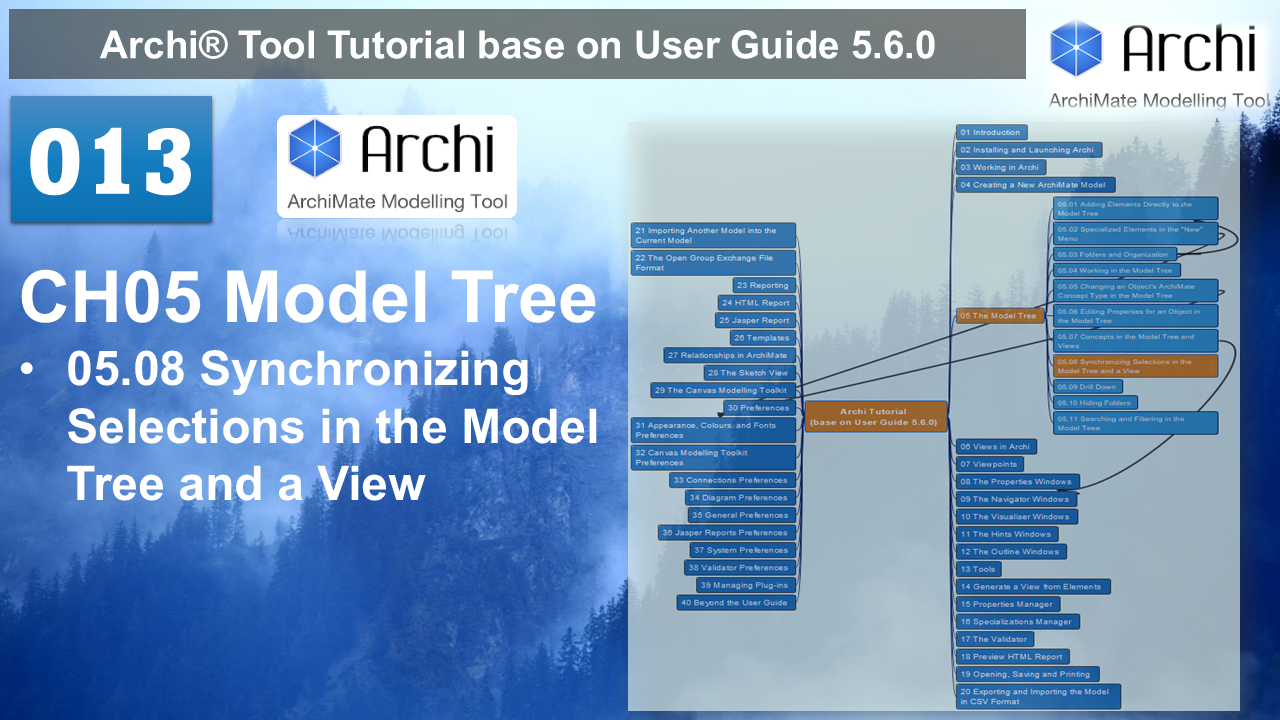 Archi® Tool Tutorial base on User Guide 5.6.0
Archi
ArchiMate Modelling Tool
013
Archi
ArchiMate Modelling Tool
CH05 Model Tree
• 05.08 Synchronizing
Selections in the Model
Tree and a View
21 Importing Another Model into the
Current Model
22 The Open Group Exchange File
Format
23 Reporting
24 HTML Report
25 Jasper Report
26 Templates
27 Relationships in ArchiMate
28 The Sketch View
29 The Canvas Modelling Toolkit
30 Preferences
31 Appearance, Colours, and Fonts
Preferences
32 Canvas Modelling Toolkit
Preferences
33 Connections Preferences
34 Diagram Preferences
35 General Preferences
36 Jasper Reports Preferences
37 System Preferences
38 Validator Preferences
39 Managing Plug-ins
40 Beyond the User Guide
Archi Tutorial
(base on User Guide 5.6.0)
01 Introduction
02 Installing and Launching Archi
03 Working in Archi
04 Creating a New ArchiMate Model
05 The Model Tree
05.01 Adding Elements Directly to the
Model Tree
05.02 Specialized Elements in the "New"
Menu
05.03 Folders and Organization
05.04 Working in the Model Tree
05.05 Changing an Object's ArchiMate
Concept Type in the Model Tree
05.06 Editing Properties for an Object in
the Model Tree
05.07 Concepts in the Model Tree and
Views
05.08 Synchronizing Selections in the
Model Tree and a View
05.09 Drill Down
05.10 Hiding Folders
05.11 Searching and Filtering in the
Model Teee
06 Views in Archi
07 Viewpoints
08 The Properties Windows
09 The Navigator Windows
10 The Visualiser Windows
11 The Hints Windows
12 The Outline Windows
13 Tools
14 Generate a View from Elements
15 Properties Manager
16 Specializations Manager
17 The Validator
18 Preview HTML Report
19 Opening, Saving and Printing
20 Exporting and Importing the Model
in CSV Format